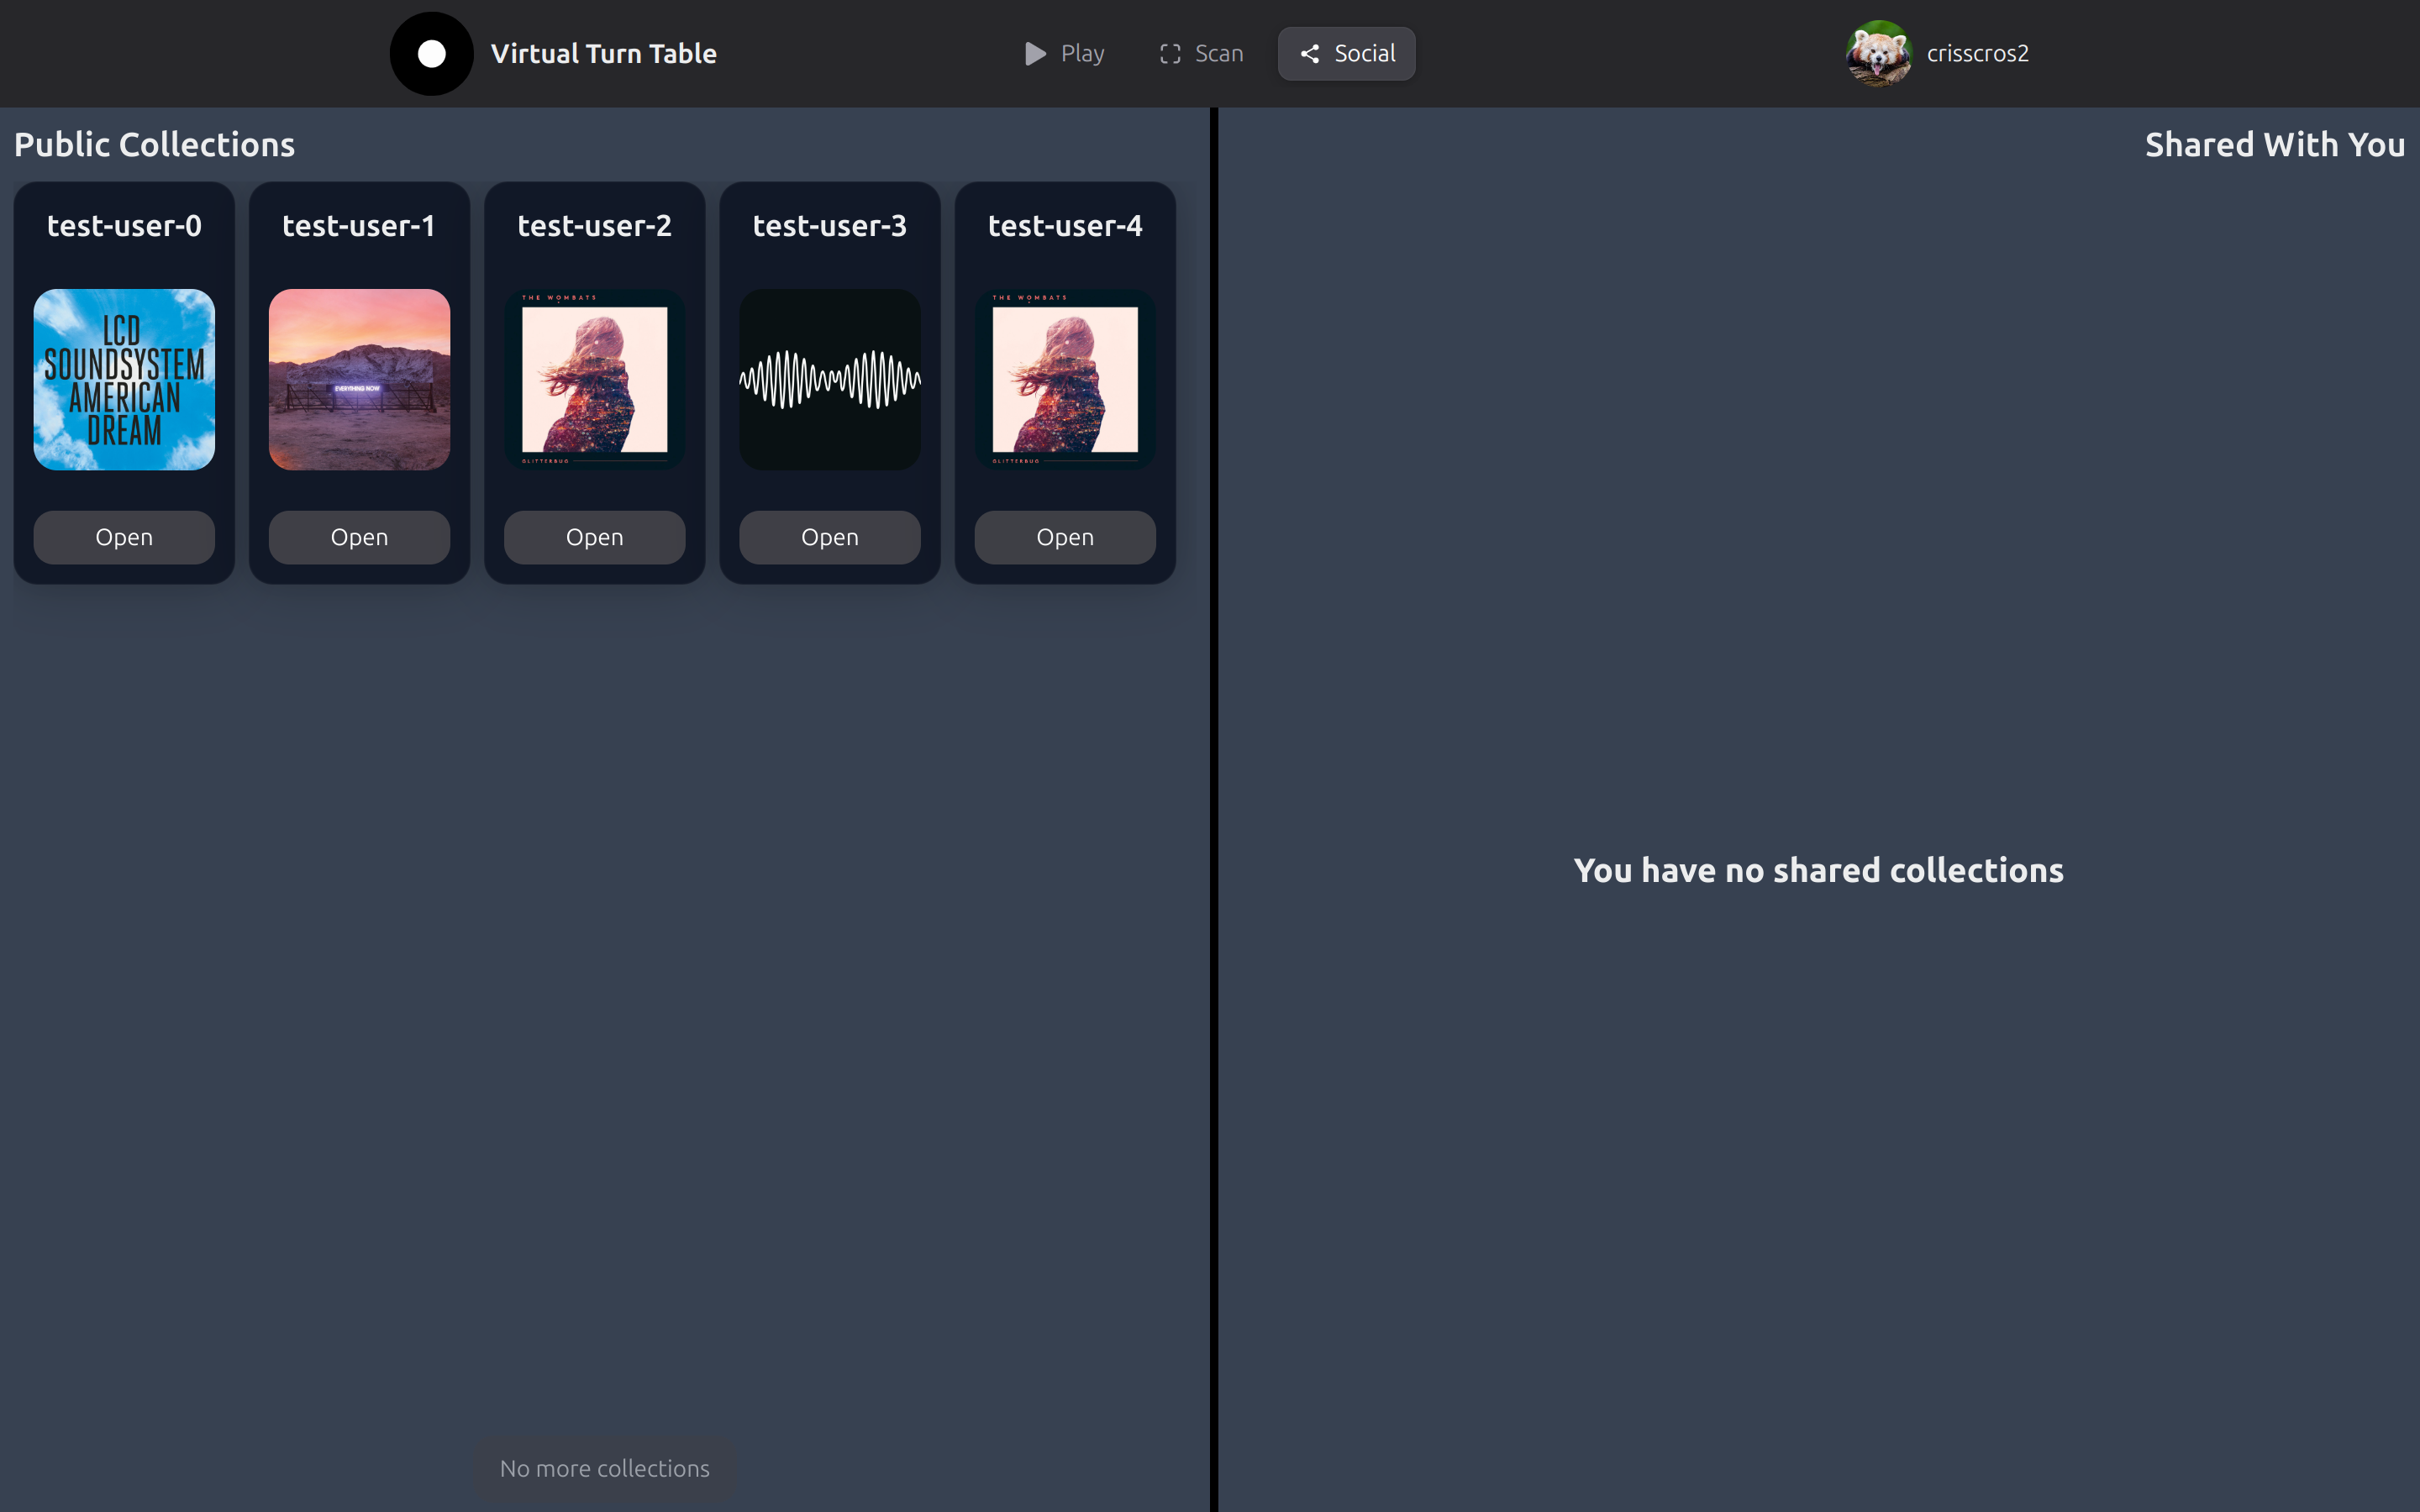 Virtual Turn Table
Play
Scan
Social
crisscros2
Public Collections
Shared With You
test-user-0
test-user-1
test-user-2
test-user-3
test-user-4
LCD
SOUNDSYSTEM
AMERICAN
DREAM
EVERYTHING NOW
THE WOMBATS
GLITTERBUG
THE WOMBATS
GLITTERBUG
Open
Open
Open
Open
Open
You have no shared collections
No more collections